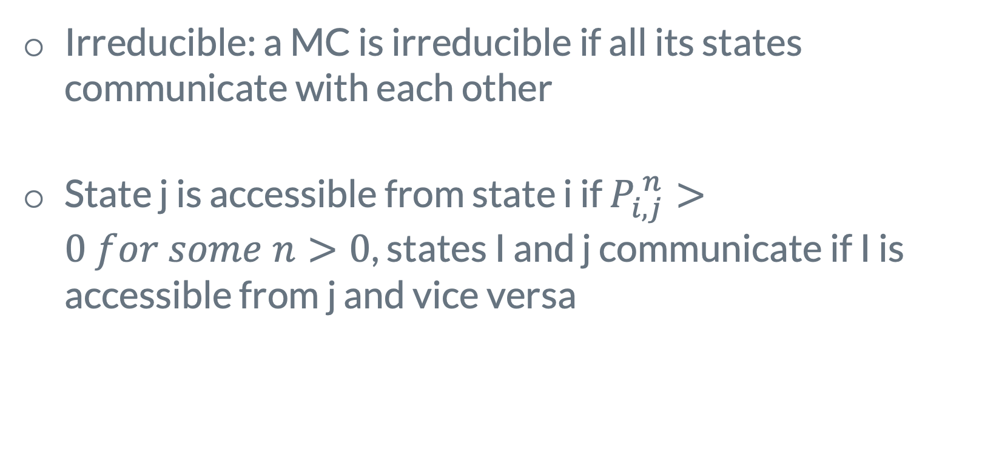 ○ Irreducible: a MC is irreducible if all its states
communicate with each other
○ State j is accessible from state i if $P_{i,j}^{n}$ >
0 for some n > 0, states I and j communicate if I is
accessible from j and vice versa